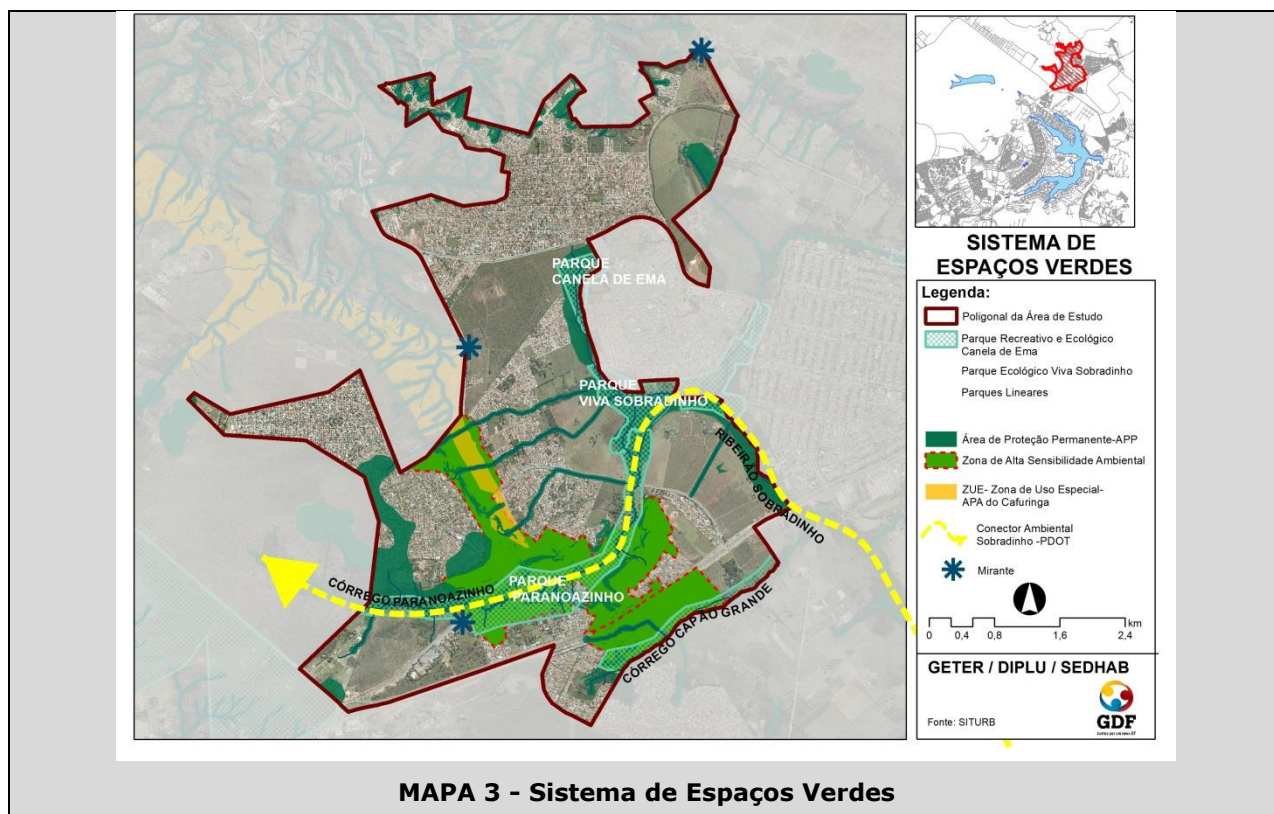 PARQUE
CANELA DE EMA
PARQUE
VIVA SOBRADINHO
RIBEIRÃO SOBRADINHO
PARQUE
PARANOAZINHO
CÓRREGO PARANOAZINHO
CÓRREGO CAPÃO GRANDE
SISTEMA DE
ESPAÇOS VERDES
Legenda:
Poligonal da Área de Estudo
Parque Recreativo e Ecológico
Canela de Ema
Parque Ecológico Viva Sobradinho
Parques Lineares
Área de Proteção Permanente-APP
Zona de Alta Sensibilidade Ambiental
ZUE- Zona de Uso Especial-
APA do Cafuringa
Conector Ambiental
Sobradinho -PDOT
Mirante
km
0 0,4 0,8 1,6 2,4
GETER / DIPLU / SEDHAB
Fonte: SITURB
GDF
MAPA 3 - Sistema de Espaços Verdes